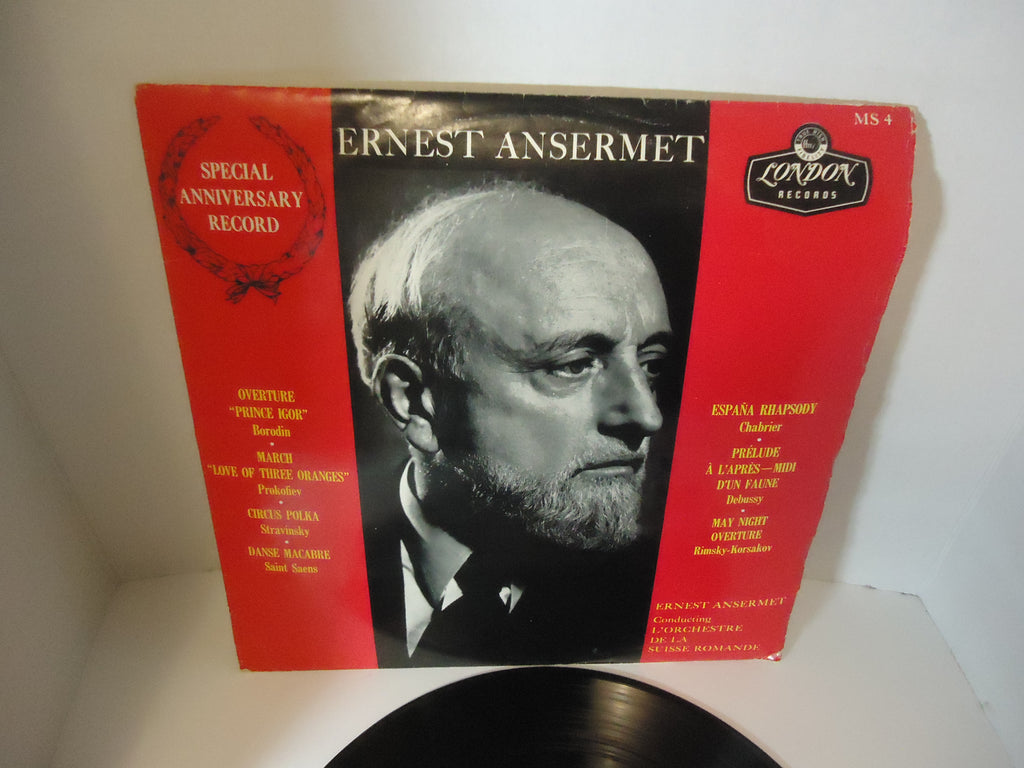 ERNEST ANSERMET
SPECIAL
ANNIVERSARY
RECORD
MS 4
LONDON
RECORDS
OVERTURE
"PRINCE IGOR"
Borodin
MARCH
"LOVE OF THREE ORANGES"
Prokofiev
CIRCUS POLKA
Stravinsky
DANSE MACABRE
Saint Saens
ESPAÑA RHAPSODY
Chabrier
PRÉLUDE
À L'APRÈS—MIDI
D'UN FAUNE
Debussy
MAY NIGHT
OVERTURE
Rimsky-Korsakov
ERNEST ANSERMET
Conducting
L'ORCHESTRE
DE LA
SUISSE ROMANDE